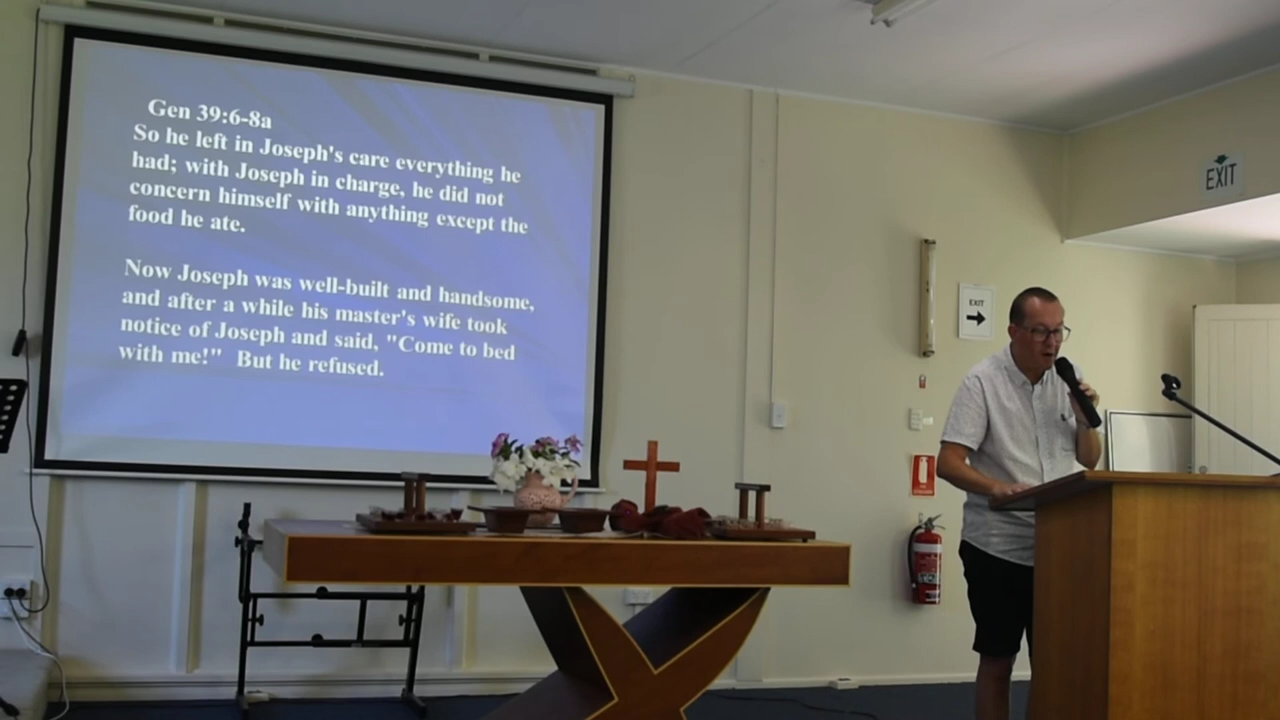 Gen 39:6-8a
So he left in Joseph's care everything he
had; with Joseph in charge, he did not
concern himself with anything except the
food he ate.
Now Joseph was well-built and handsome,
and after a while his master's wife took
notice of Joseph and said, "Come to bed
with me!"  But he refused.
EXIT
EXIT